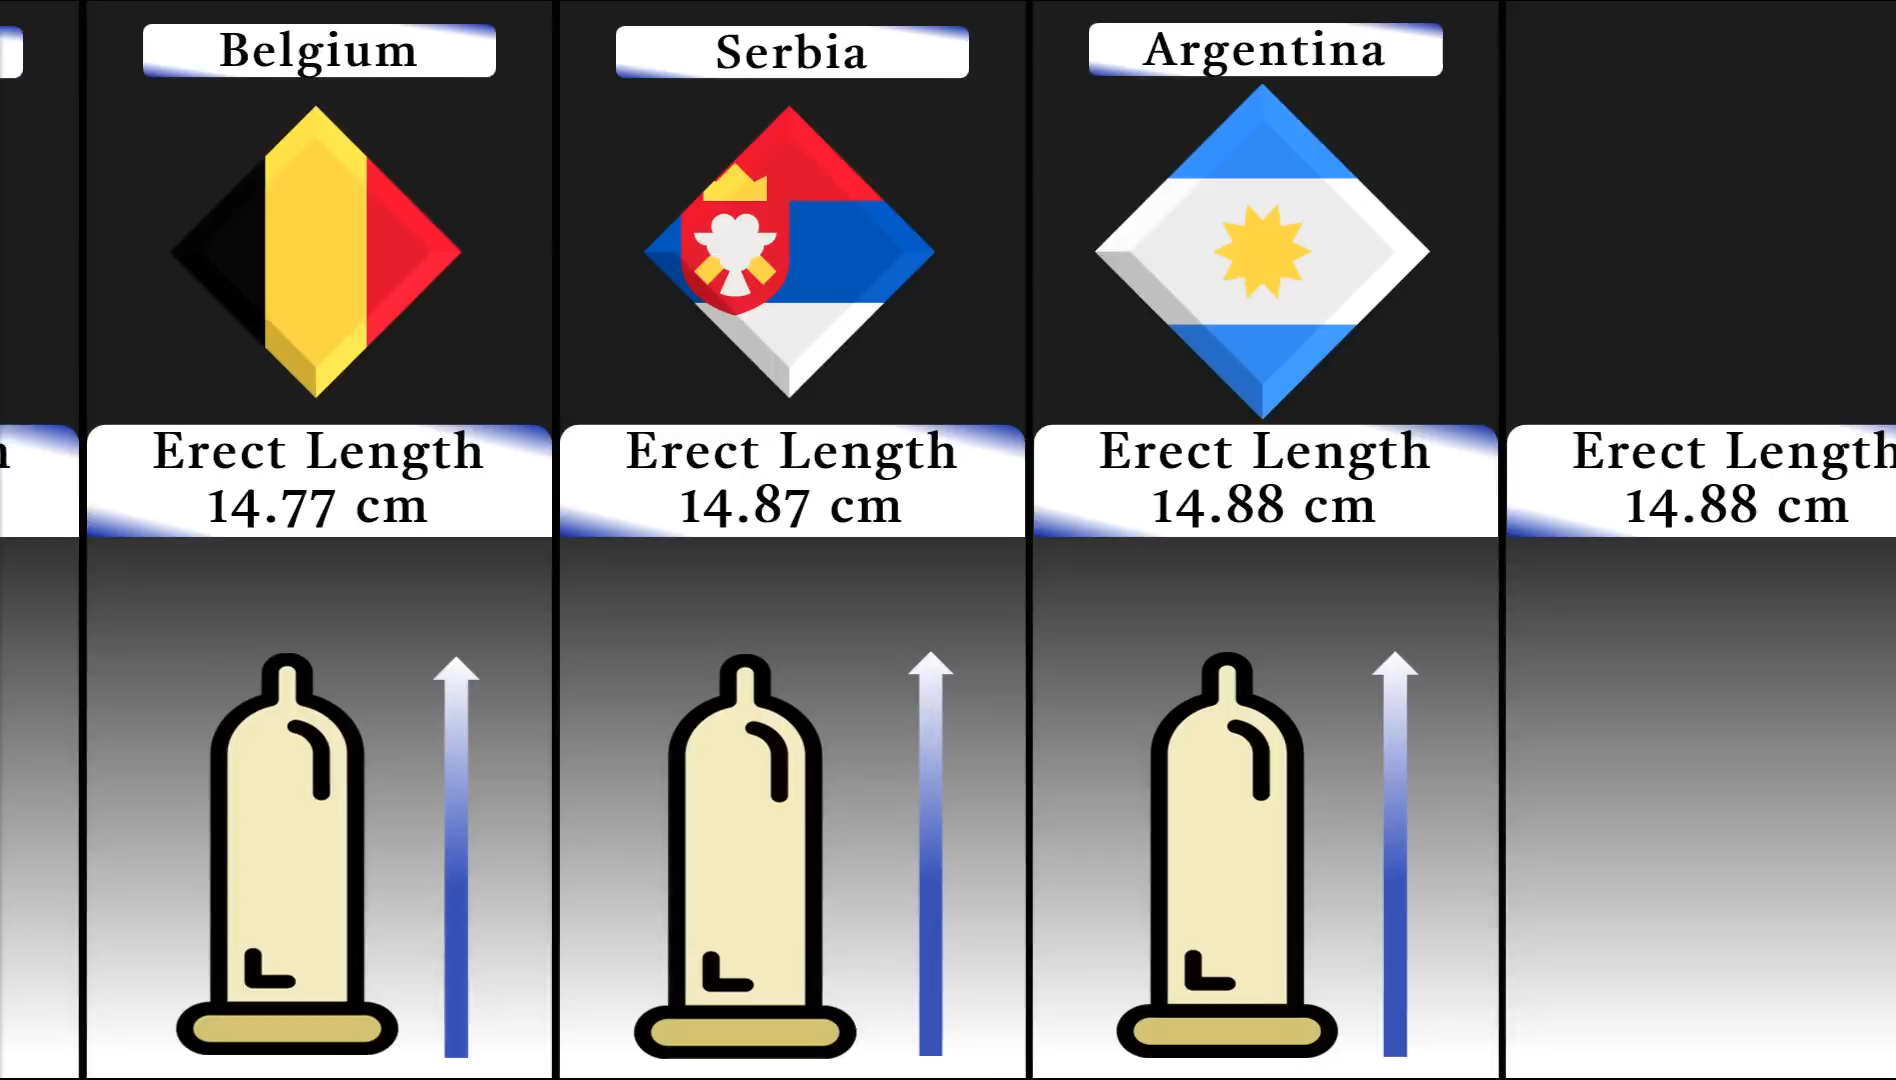 Belgium
Erect Length
14.77 cm
Serbia
Erect Length
14.87 cm
Argentina
Erect Length
14.88 cm
Erect Length
14.88 cm